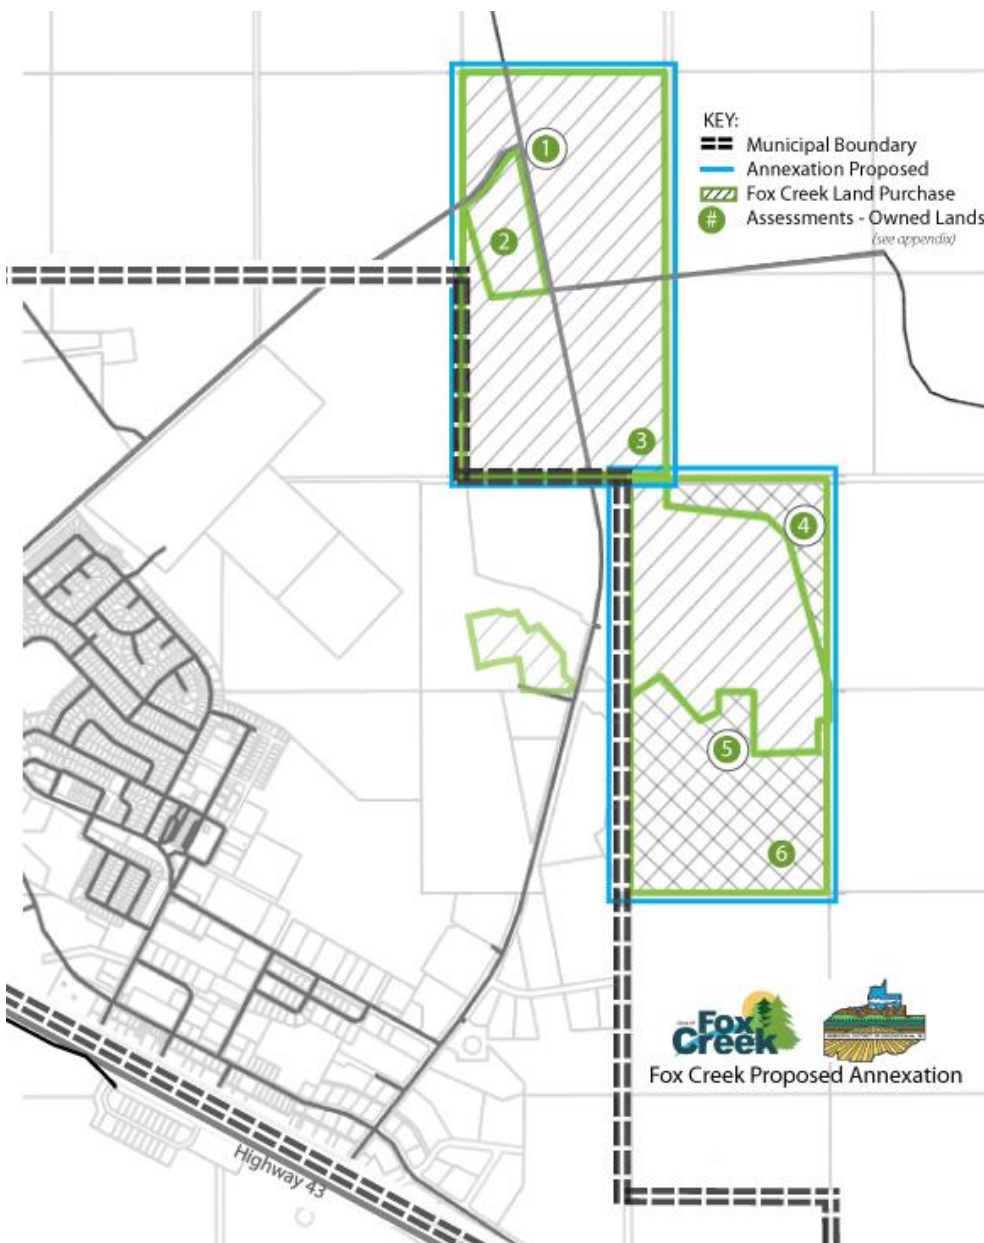 KEY:
Municipal Boundary
Annexation Proposed
Fox Creek Land Purchase
# Assessments - Owned Lands
(see appendix)
1
2
3
4
5
6
Fox
Creek
Fox Creek Proposed Annexation
Highway 43